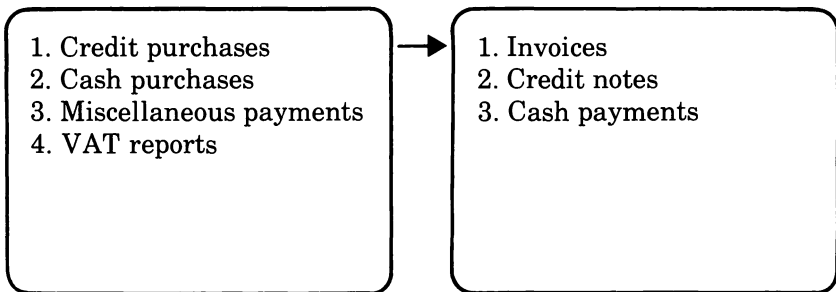 1. Credit purchases
2. Cash purchases
3. Miscellaneous payments
4. VAT reports
1. Invoices
2. Credit notes
3. Cash payments